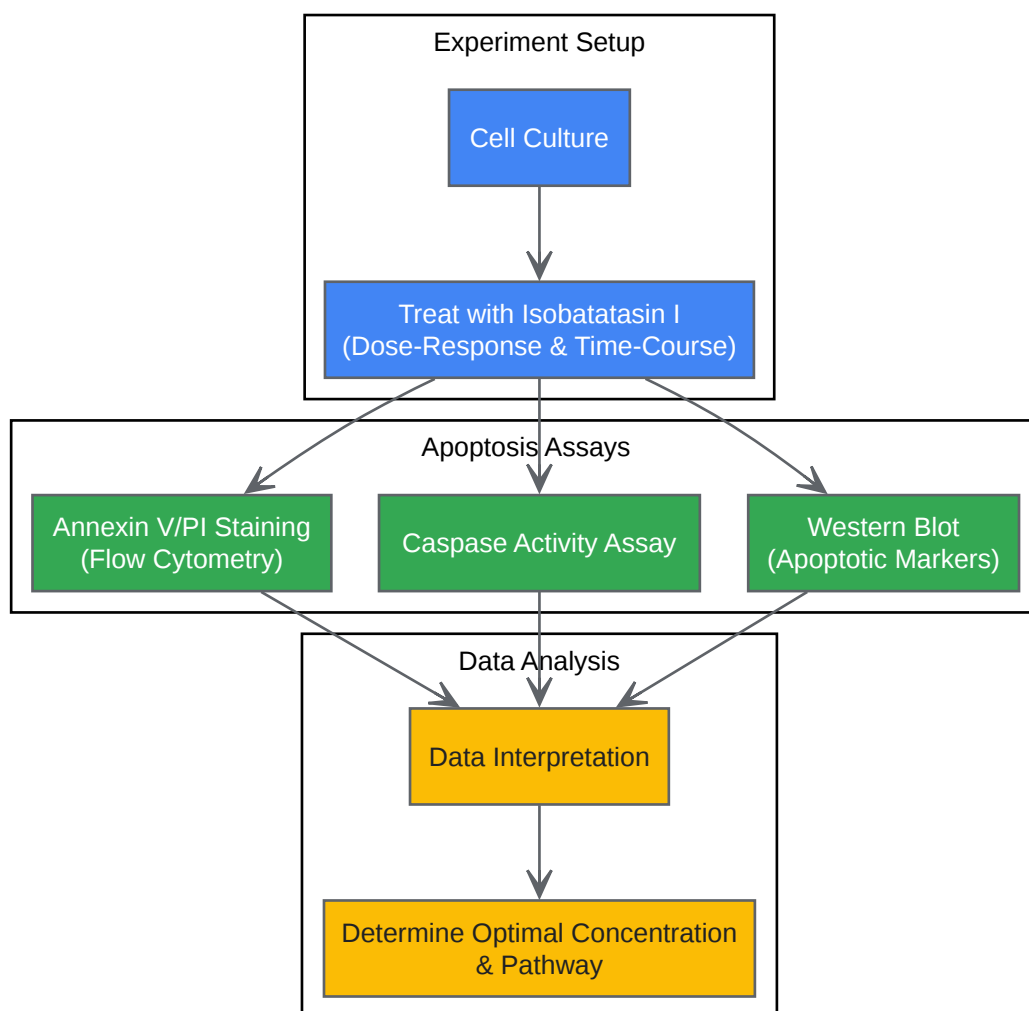 Experiment Setup
Cell Culture
Treat with Isobatatasin I
(Dose-Response & Time-Course)
Apoptosis Assays
Annexin V/PI Staining
(Flow Cytometry)
Caspase Activity Assay
Western Blot
(Apoptotic Markers)
Data Analysis
Data Interpretation
Determine Optimal Concentration
& Pathway